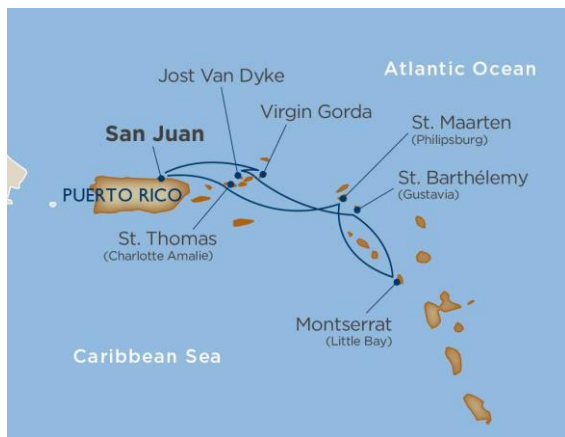 Jost Van Dyke
Atlantic Ocean
Virgin Gorda
San Juan
St. Maarten
(Philipsburg)
PUERTO RICO
St. Barthélemy
(Gustavia)
St. Thomas
(Charlotte Amalie)
Montserrat
(Little Bay)
Caribbean Sea